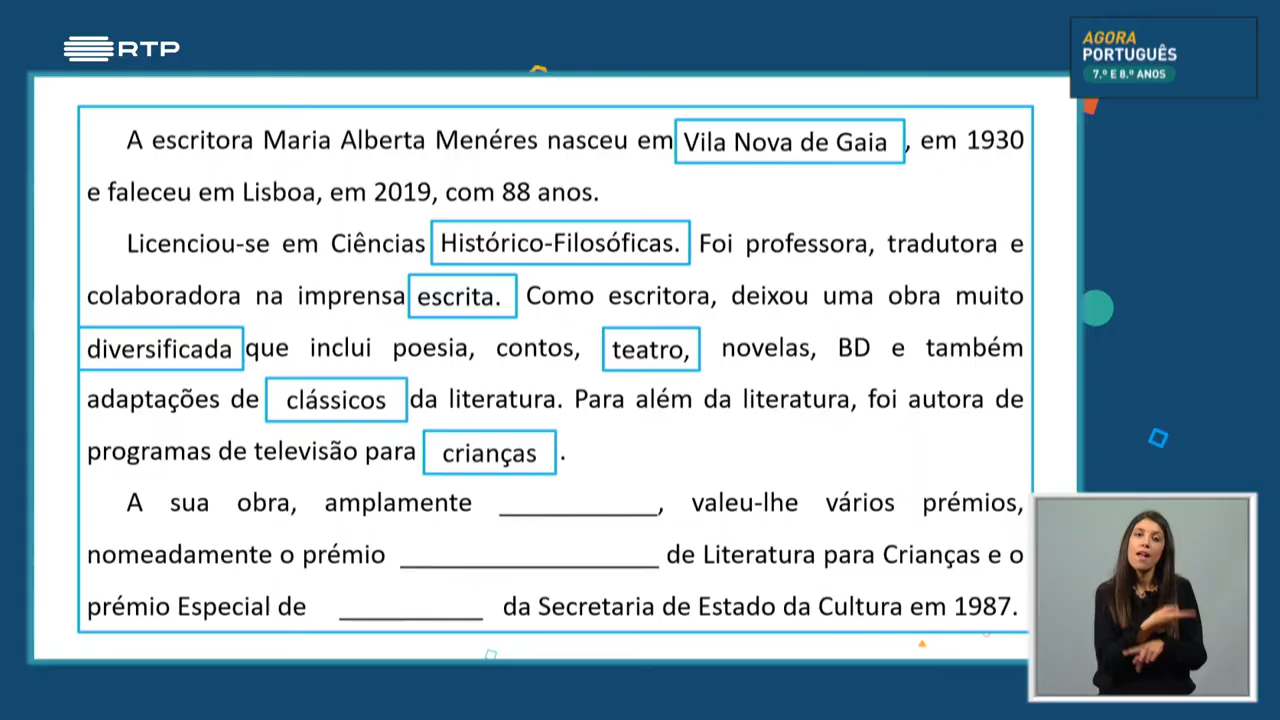 RTP
AGORA
PORTUGUÊS
7.º E 8.º ANOS
A escritora Maria Alberta Menéres nasceu em Vila Nova de Gaia , em 1930
e faleceu em Lisboa, em 2019, com 88 anos.
Licenciou-se em Ciências Histórico-Filosóficas. Foi professora, tradutora e
colaboradora na imprensa escrita. Como escritora, deixou uma obra muito
diversificada que inclui poesia, contos, teatro, novelas, BD e também
adaptações de clássicos da literatura. Para além da literatura, foi autora de
programas de televisão para crianças .
A sua obra, amplamente ____________, valeu-lhe vários prémios,
nomeadamente o prémio ____________________ de Literatura para Crianças e o
prémio Especial de ___________ da Secretaria de Estado da Cultura em 1987.